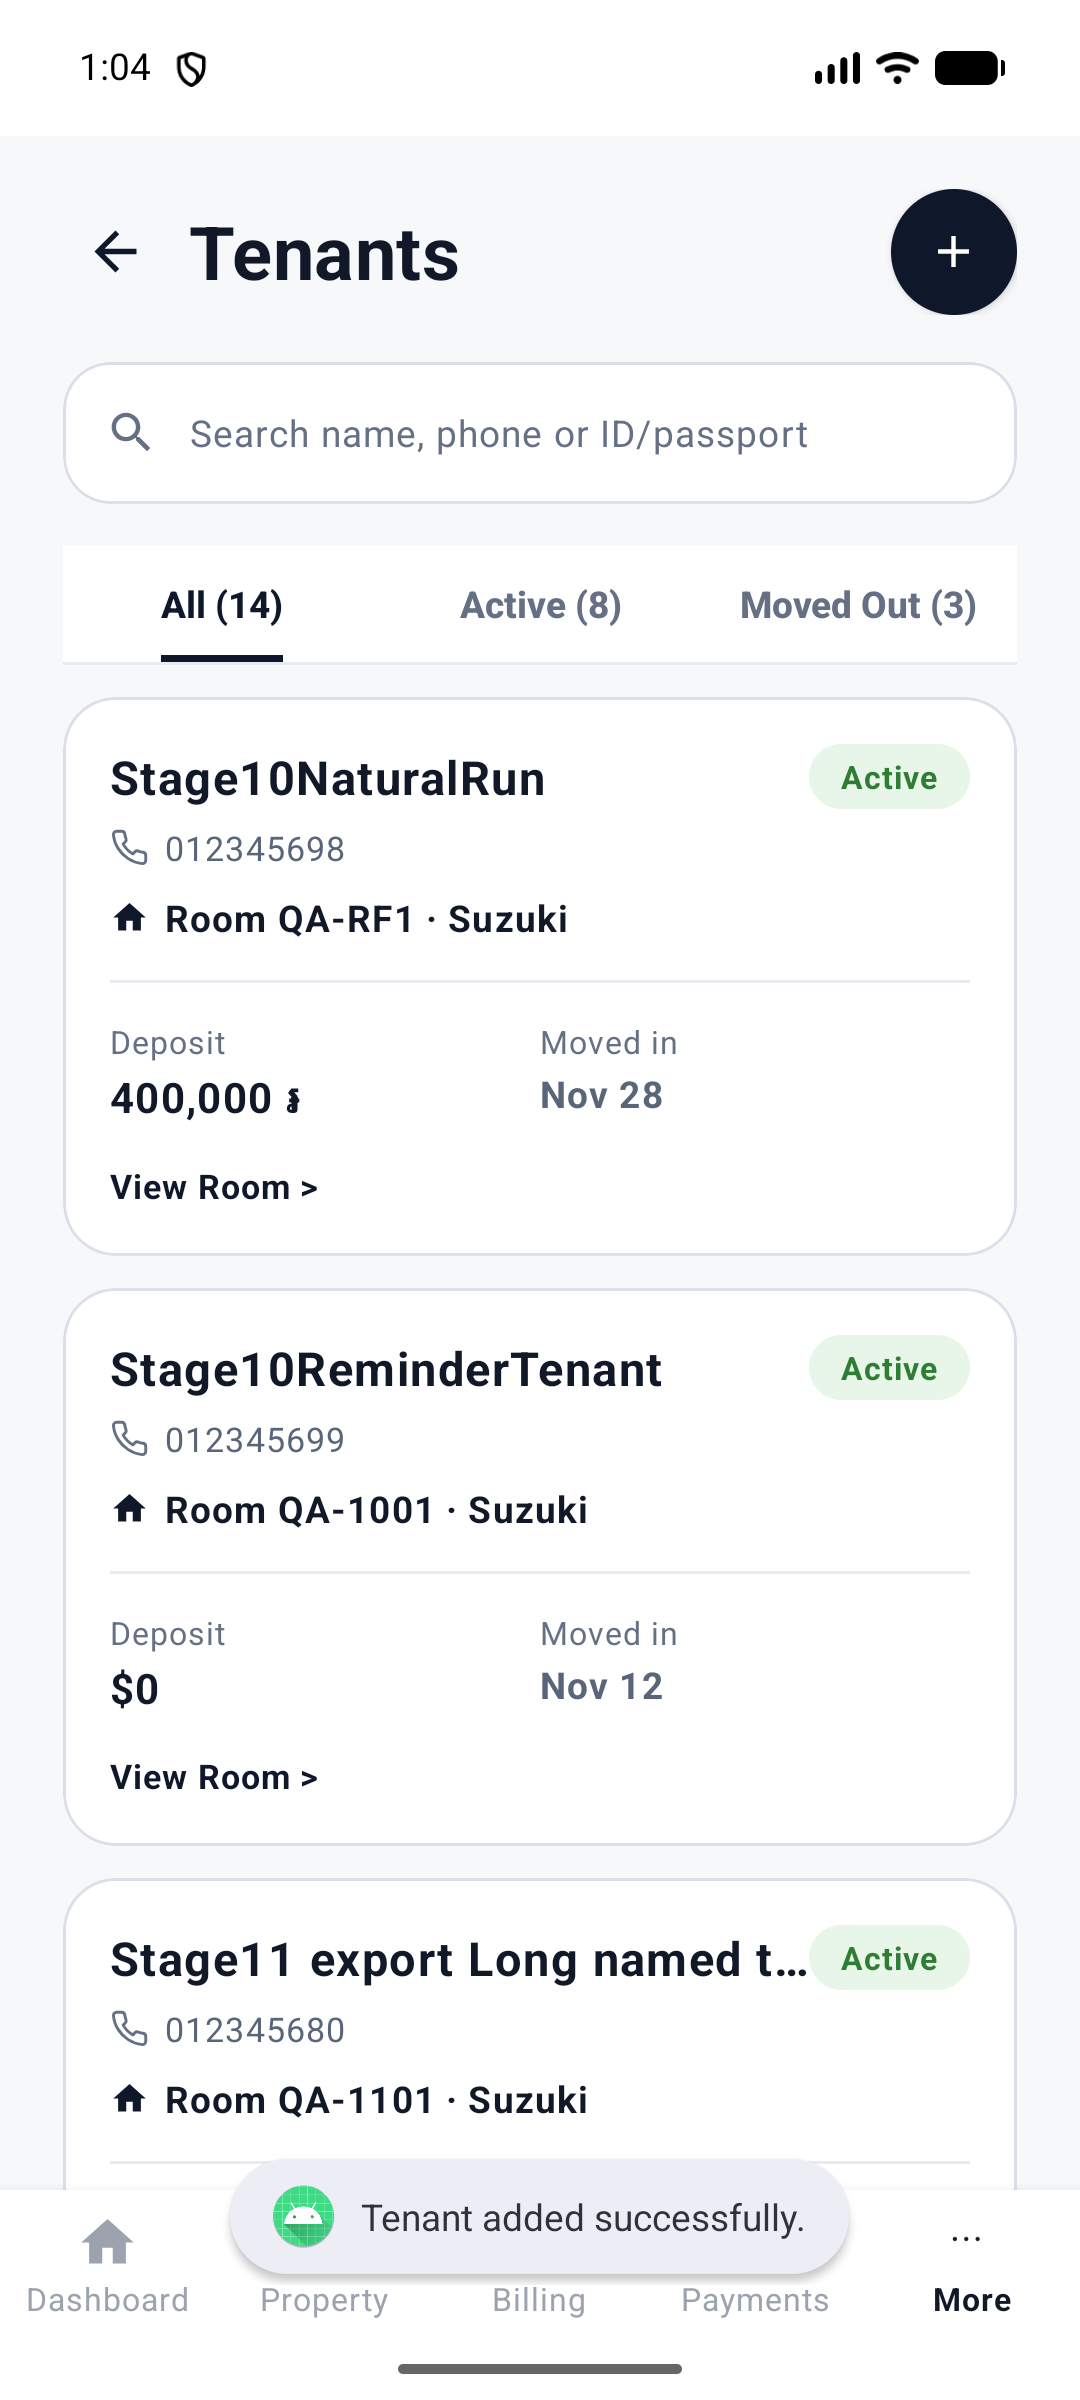 1:04
Tenants
+
Search name, phone or ID/passport
All (14) Active (8) Moved Out (3)
Stage10NaturalRun Active
012345698
Room QA-RF1 · Suzuki
Deposit Moved in
400,000 ៛ Nov 28
View Room >
Stage10ReminderTenant Active
012345699
Room QA-1001 · Suzuki
Deposit Moved in
$0 Nov 12
View Room >
Stage11 export Long named t... Active
012345680
Room QA-1101 · Suzuki
Tenant added successfully.
Dashboard Property Billing Payments More